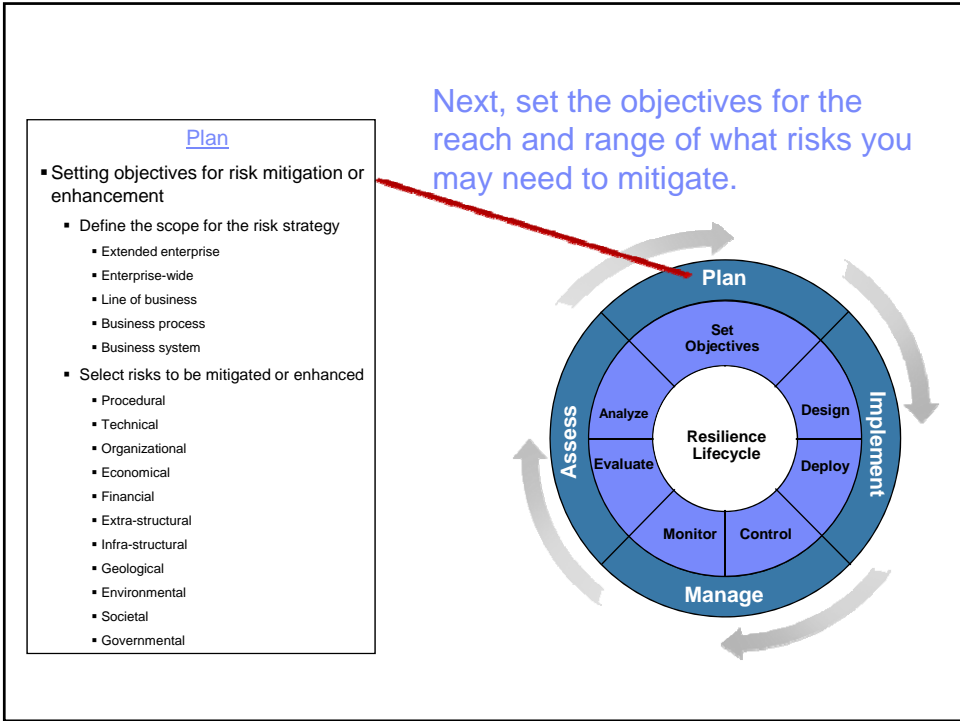 Next, set the objectives for the
reach and range of what risks you
may need to mitigate.
Plan
▪ Setting objectives for risk mitigation or
enhancement
▪ Define the scope for the risk strategy
▪ Extended enterprise
▪ Enterprise-wide
▪ Line of business
▪ Business process
▪ Business system
▪ Select risks to be mitigated or enhanced
▪ Procedural
▪ Technical
▪ Organizational
▪ Economical
▪ Financial
▪ Extra-structural
▪ Infra-structural
▪ Geological
▪ Environmental
▪ Societal
▪ Governmental
Plan
Set
Objectives
Analyze
Design
Assess
Implement
Resilience
Lifecycle
Evaluate
Deploy
Monitor
Control
Manage